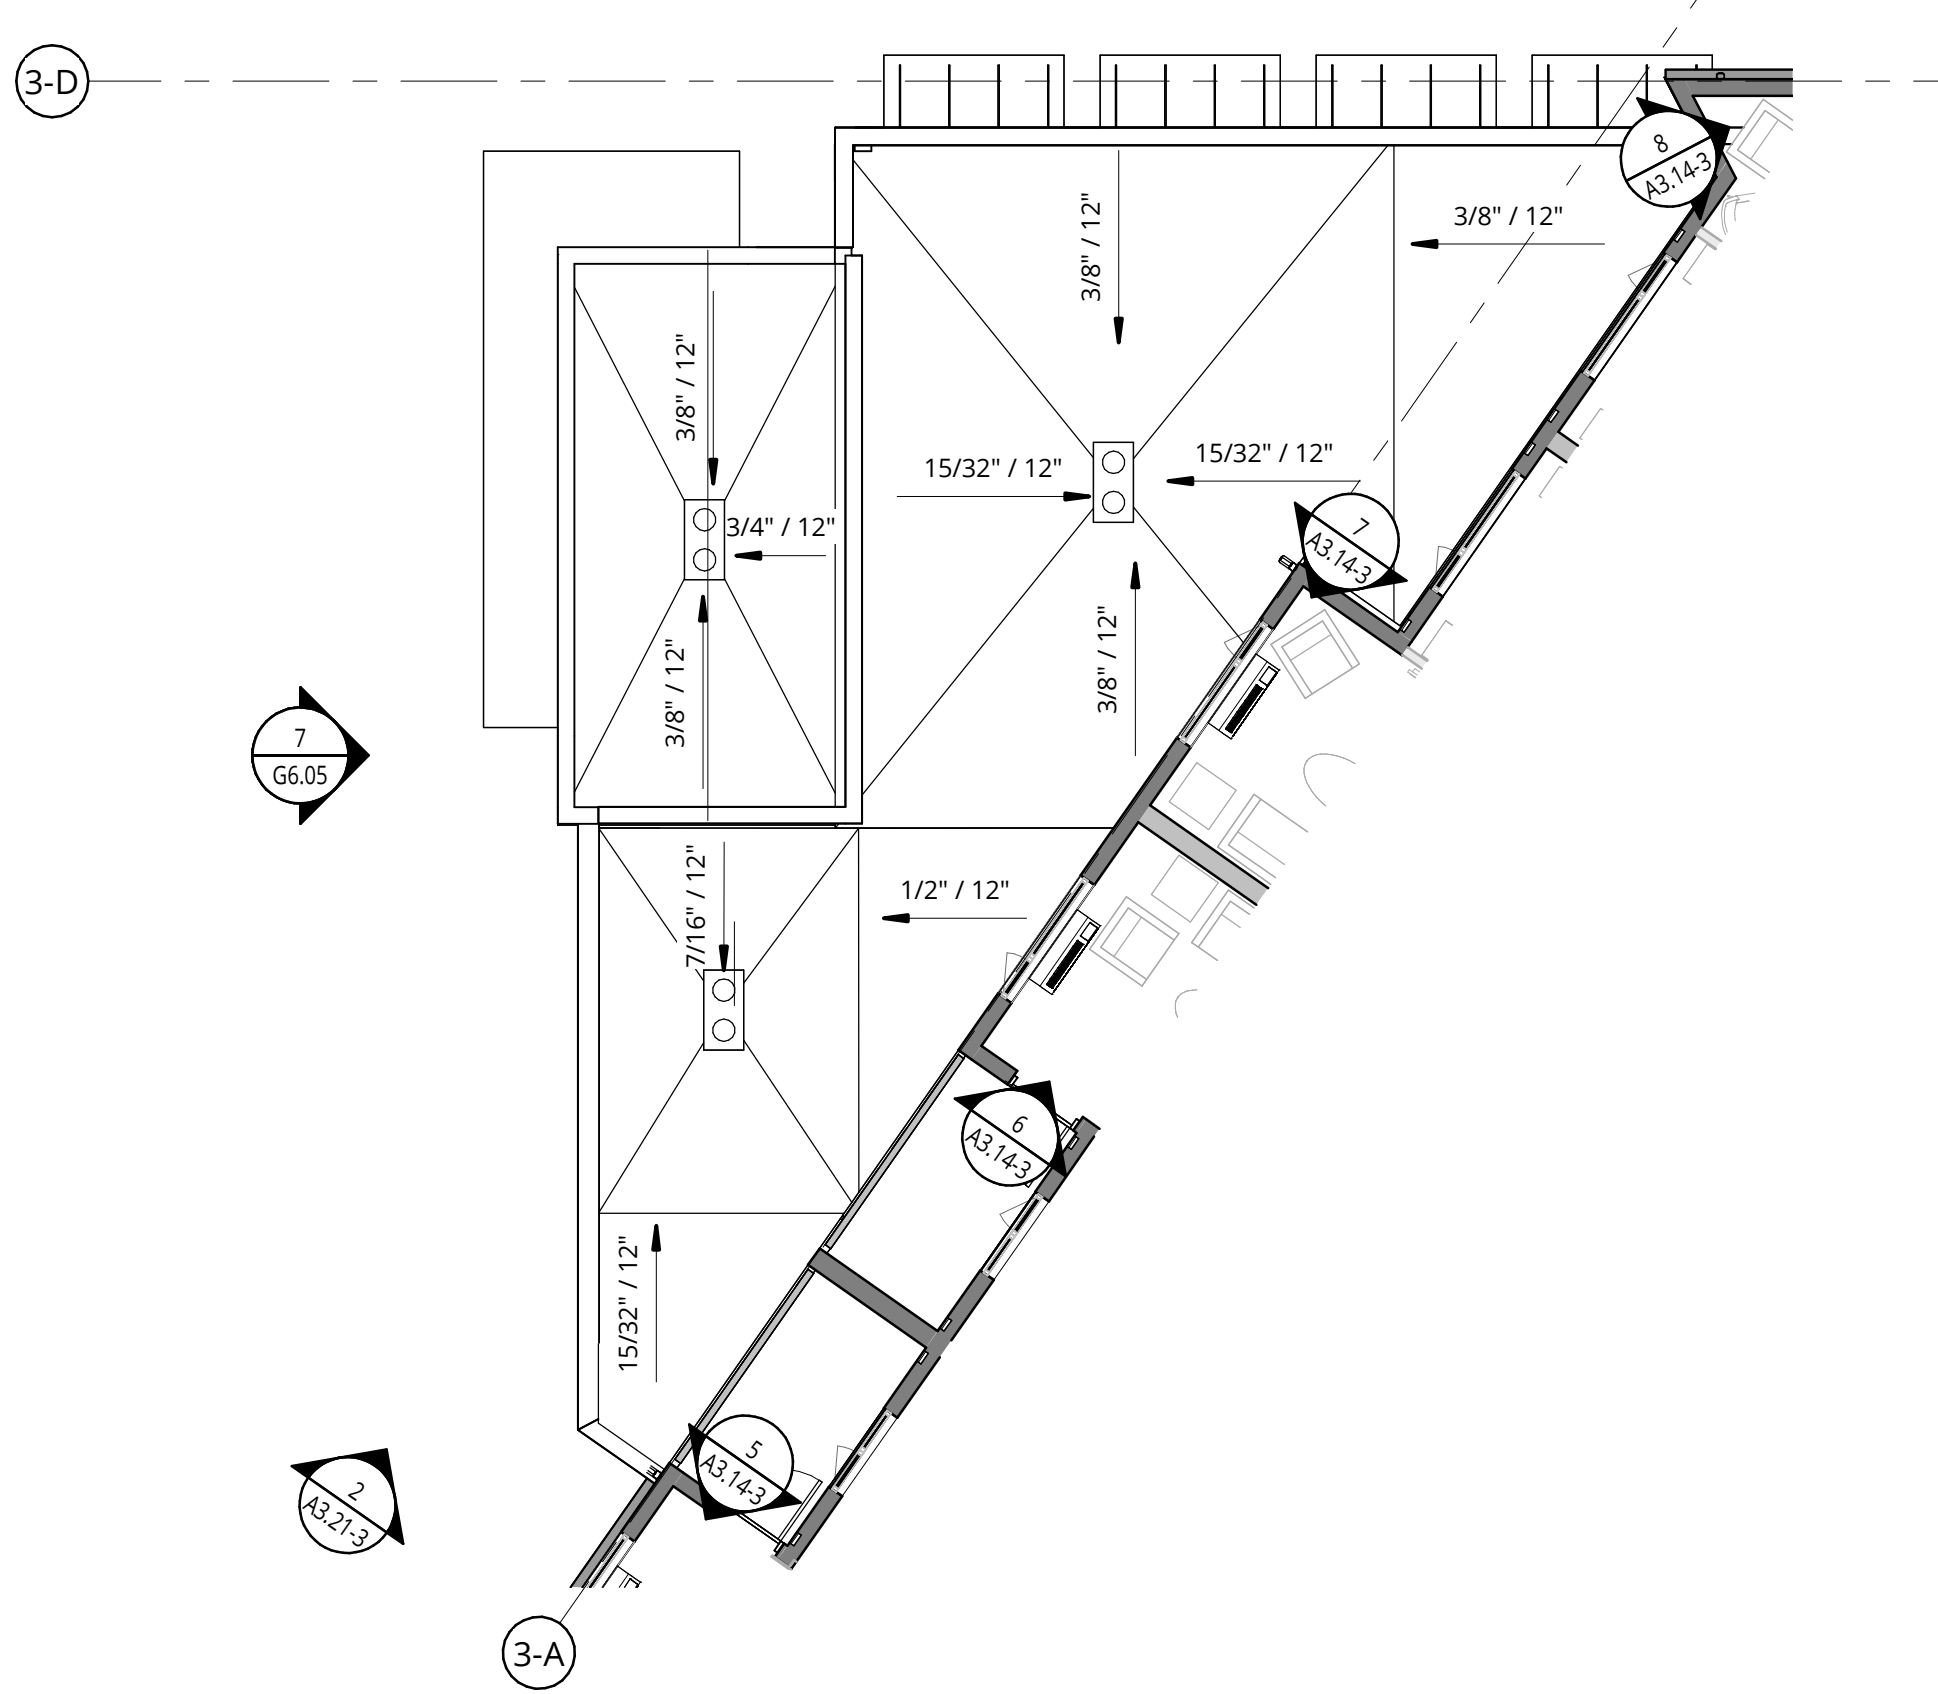 3-D
8
A3.14-3
3/8" / 12"
3/8" / 12"
3/8" / 12"
15/32" / 12"
15/32" / 12"
3/4" / 12"
7
A3.14-3
3/8" / 12"
3/8" / 12"
7
G6.05
7/16" / 12"
1/2" / 12"
6
A3.14-3
15/32" / 12"
5
A3.14-3
2
A3.21-3
3-A